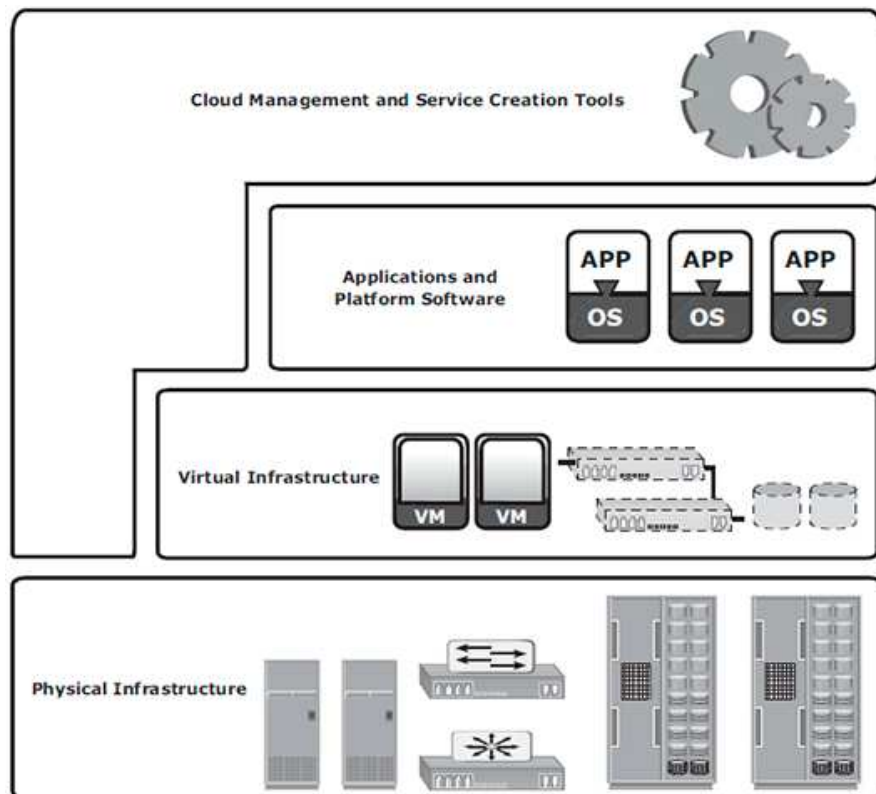 Cloud Management and Service Creation Tools
Applications and
Platform Software
APP APP APP
OS OS OS
Virtual Infrastructure
VM VM
Physical Infrastructure